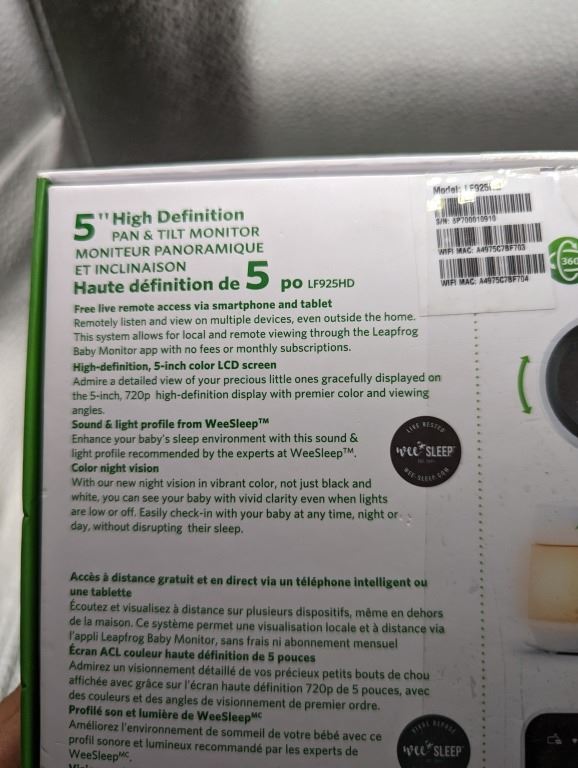 5" High Definition
PAN & TILT MONITOR
MONITEUR PANORAMIQUE
ET INCLINAISON
Haute définition de 5 po LF925HD
Free live remote access via smartphone and tablet
Remotely listen and view on multiple devices, even outside the home.
This system allows for local and remote viewing through the Leapfrog
Baby Monitor app with no fees or monthly subscriptions.
High-definition, 5-inch color LCD screen
Admire a detailed view of your precious little ones gracefully displayed on
the 5-inch, 720p high-definition display with premier color and viewing
angles.
Sound & light profile from WeeSleep™
Enhance your baby's sleep environment with this sound &
light profile recommended by the experts at WeeSleep™.
Color night vision
With our new night vision in vibrant color, not just black and
white, you can see your baby with vivid clarity even when lights
are low or off. Easily check-in with your baby at any time, night or
day, without disrupting their sleep.
Accès à distance gratuit et en direct via un téléphone intelligent ou
une tablette
Écoutez et visualisez à distance sur plusieurs dispositifs, même en dehors
de la maison. Ce système permet une visualisation locale et à distance via
l'appli Leapfrog Baby Monitor, sans frais ni abonnement mensuel
Écran ACL couleur haute définition de 5 pouces
Admirez un visionnement détaillé de vos précieux petits bouts de chou
affichée avec grâce sur l'écran haute définition 720p de 5 pouces, avec
des couleurs et des angles de visionnement de premier ordre.
Profilé son et lumière de WeeSleepᴹᶜ
Améliorez l'environnement de sommeil de votre bébé avec ce
profil sonore et lumineux recommandé par les experts de
WeeSleepᴹᶜ.
Model: LF925HD
S/N:
WIFI MAC: A4975C7BF703
WIFI MAC: A4975C7BF704
360
wee SLEEP
WEE-SLEEP.COM
wee SLEEP